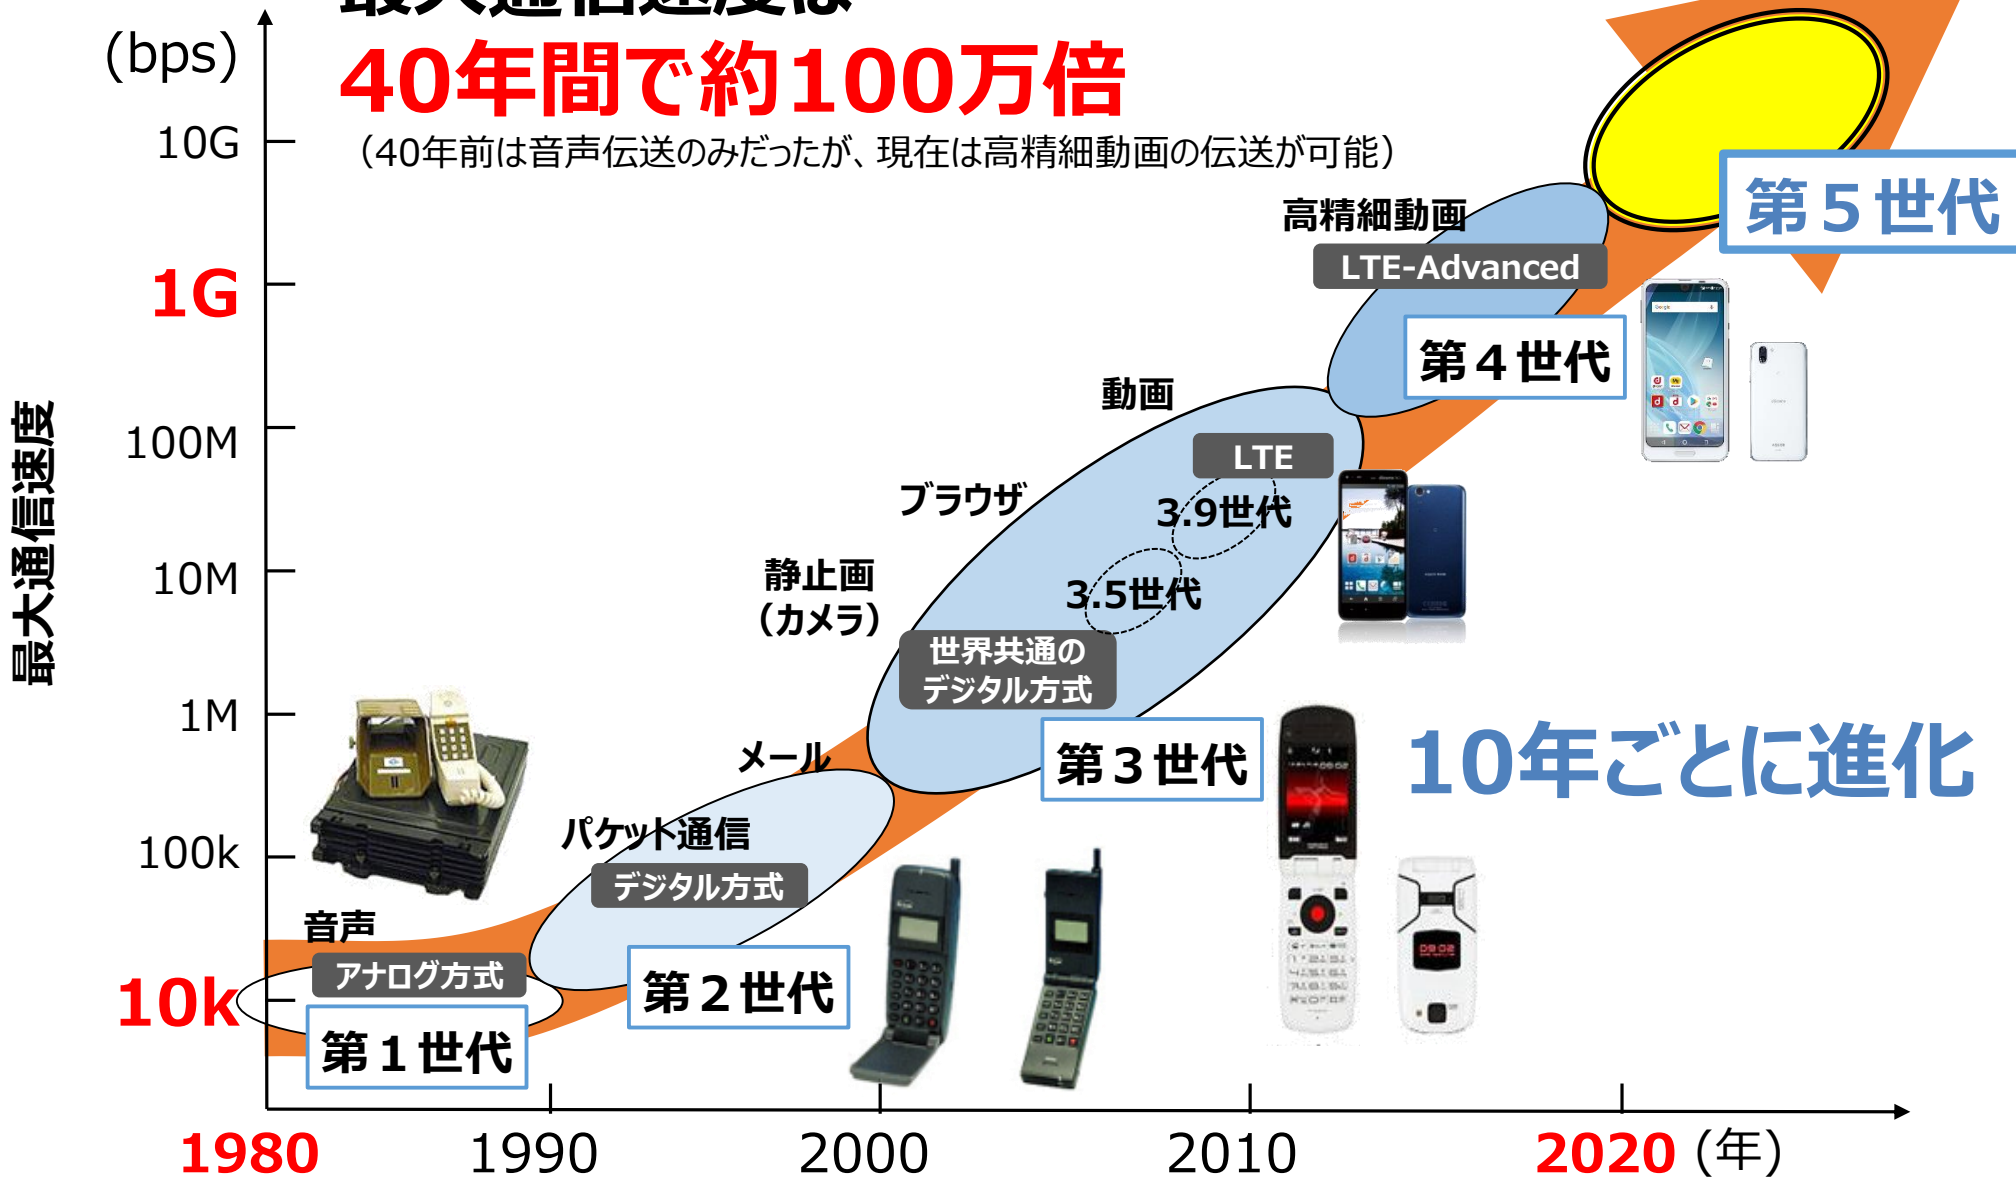 最大通信速度は
40年間で約100万倍
（40年前は音声伝送のみだったが、現在は高精細動画の伝送が可能）
(bps)
10G
1G
100M
10M
1M
100k
10k
最大通信速度
第５世代
高精細動画
LTE-Advanced
第４世代
動画
LTE
3.9世代
ブラウザ
3.5世代
静止画
（カメラ）
世界共通の
デジタル方式
第３世代
10年ごとに進化
メール
パケット通信
デジタル方式
第２世代
音声
アナログ方式
第１世代
1980
1990
2000
2010
2020 (年)